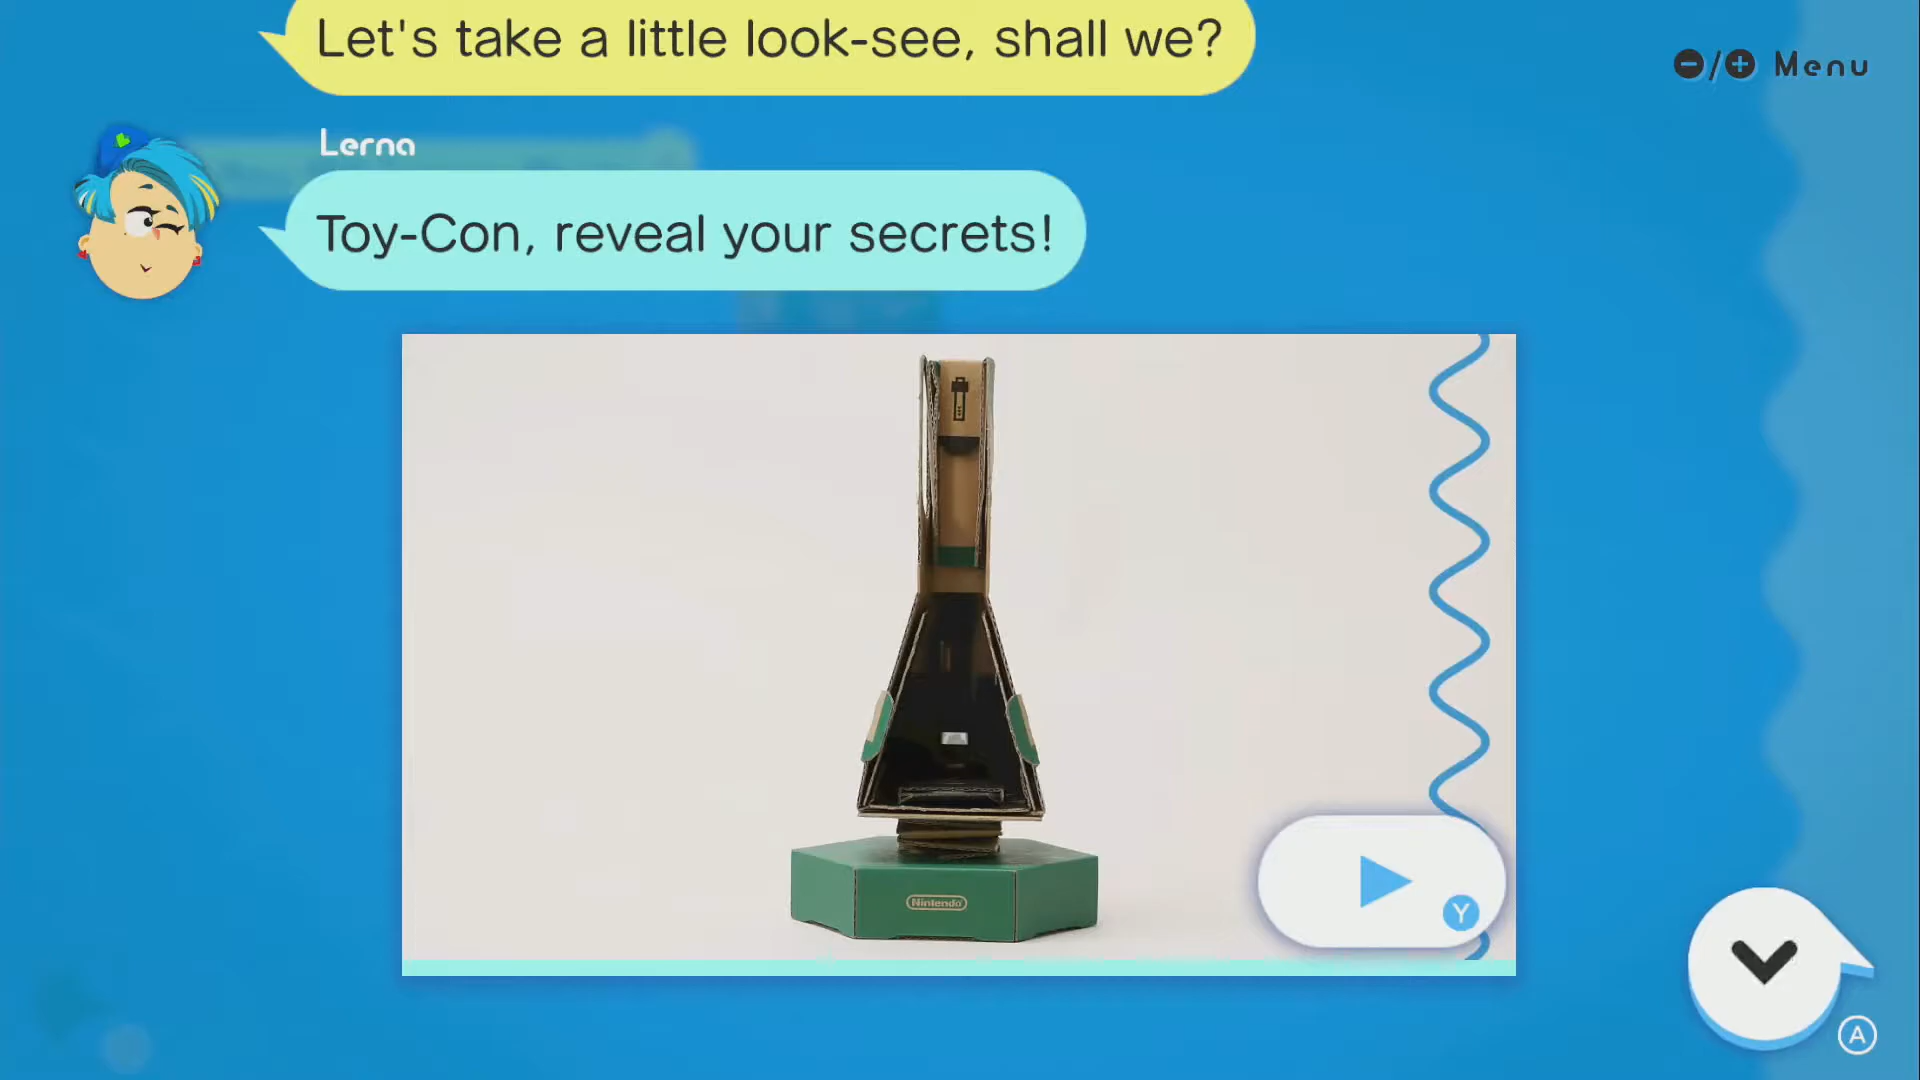 Let's take a little look-see, shall we?
-/+ Menu
Lerna
Toy-Con, reveal your secrets!
Nintendo
Y
A